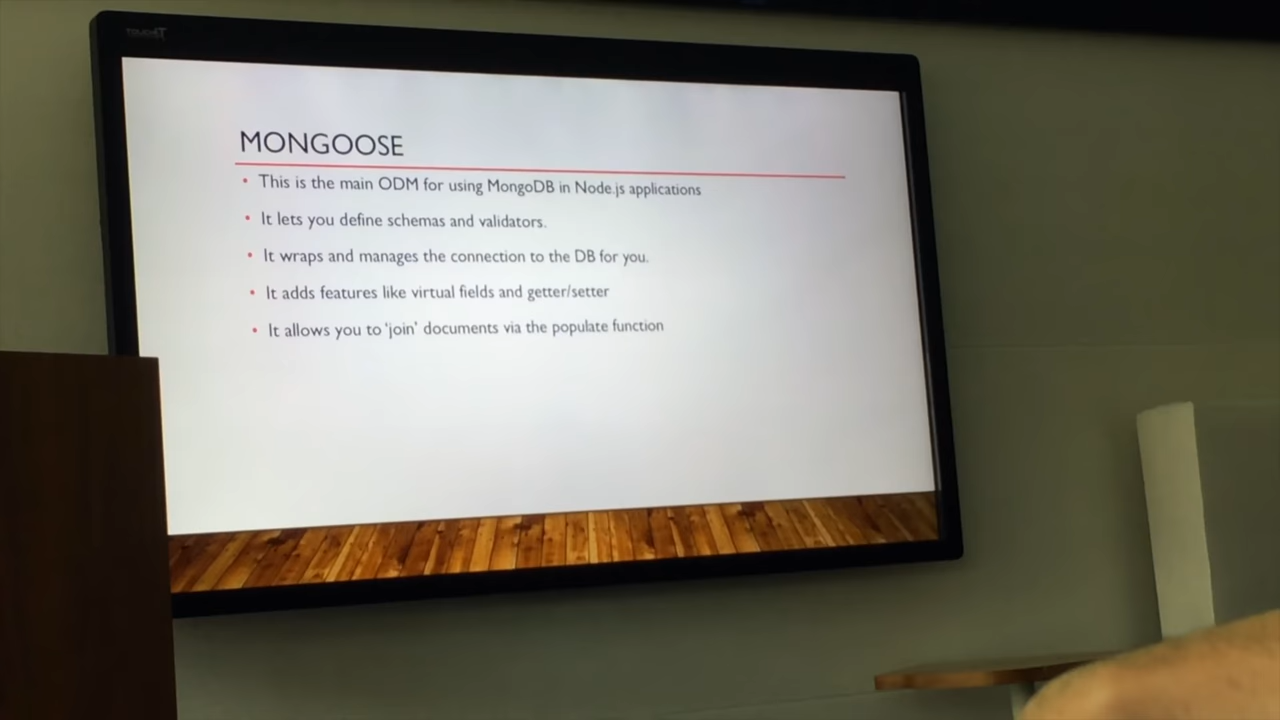 MONGOOSE
• This is the main ODM for using MongoDB in Node.js applications
• It lets you define schemas and validators.
• It wraps and manages the connection to the DB for you.
• It adds features like virtual fields and getter/setter
• It allows you to 'join' documents via the populate function